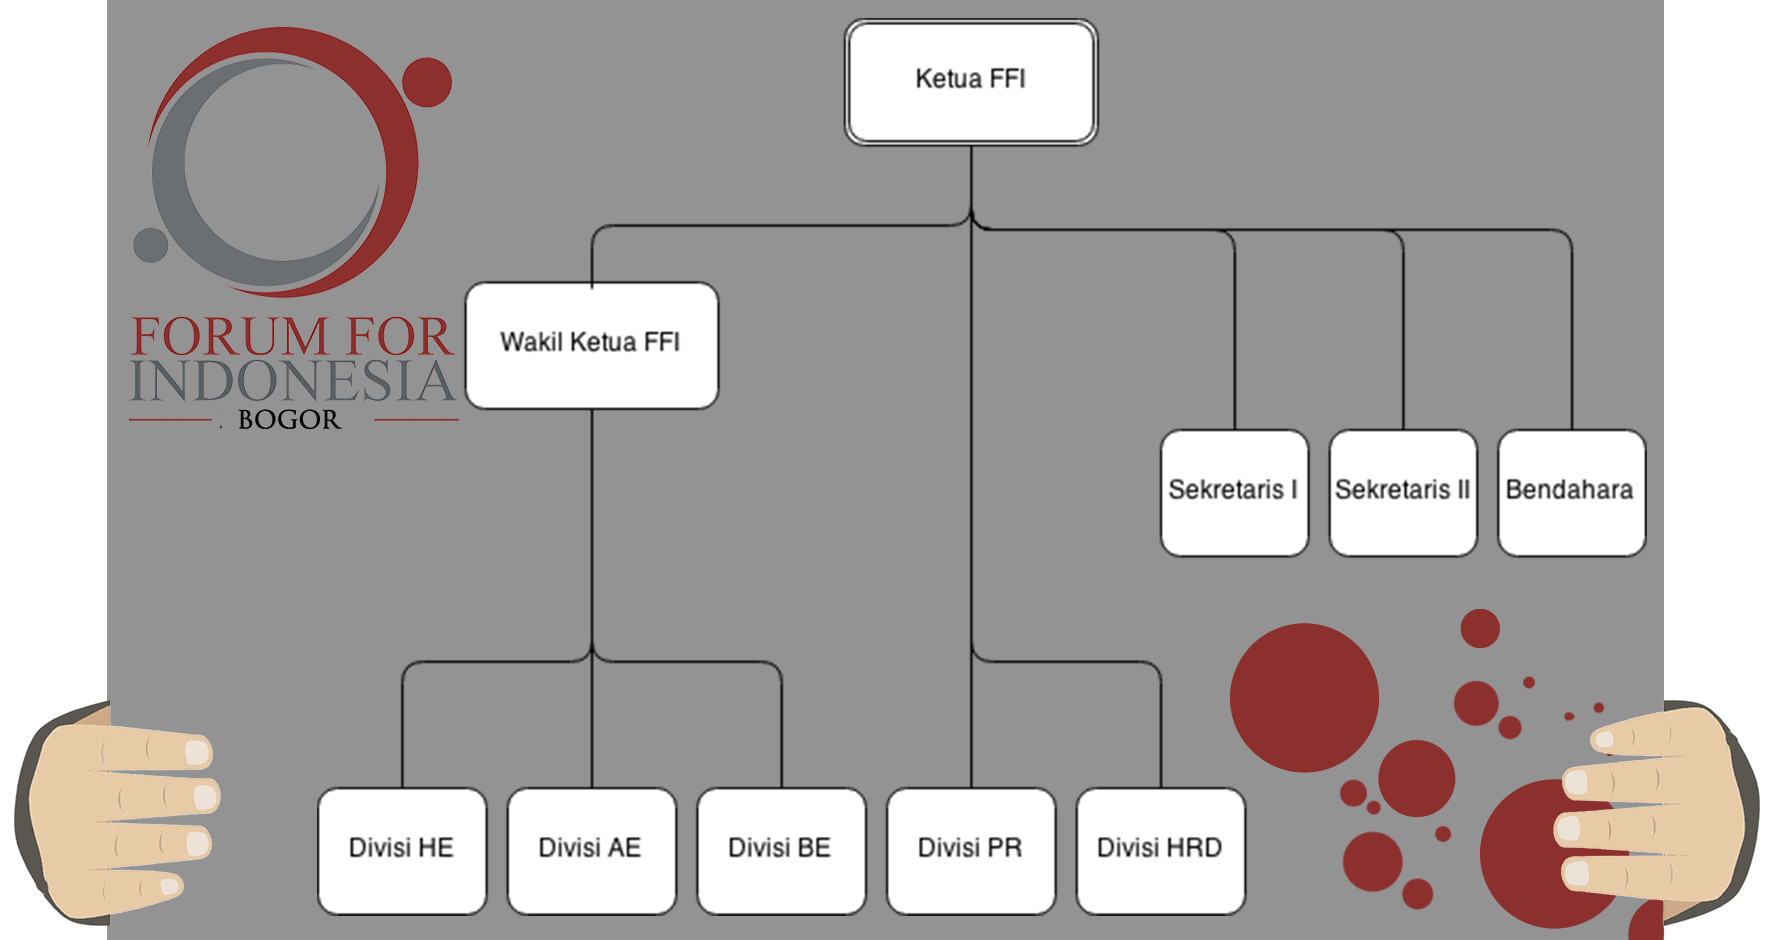 FORUM FOR
INDONESIA
BOGOR
Ketua FFI
Wakil Ketua FFI
Sekretaris I
Sekretaris II
Bendahara
Divisi HE
Divisi AE
Divisi BE
Divisi PR
Divisi HRD